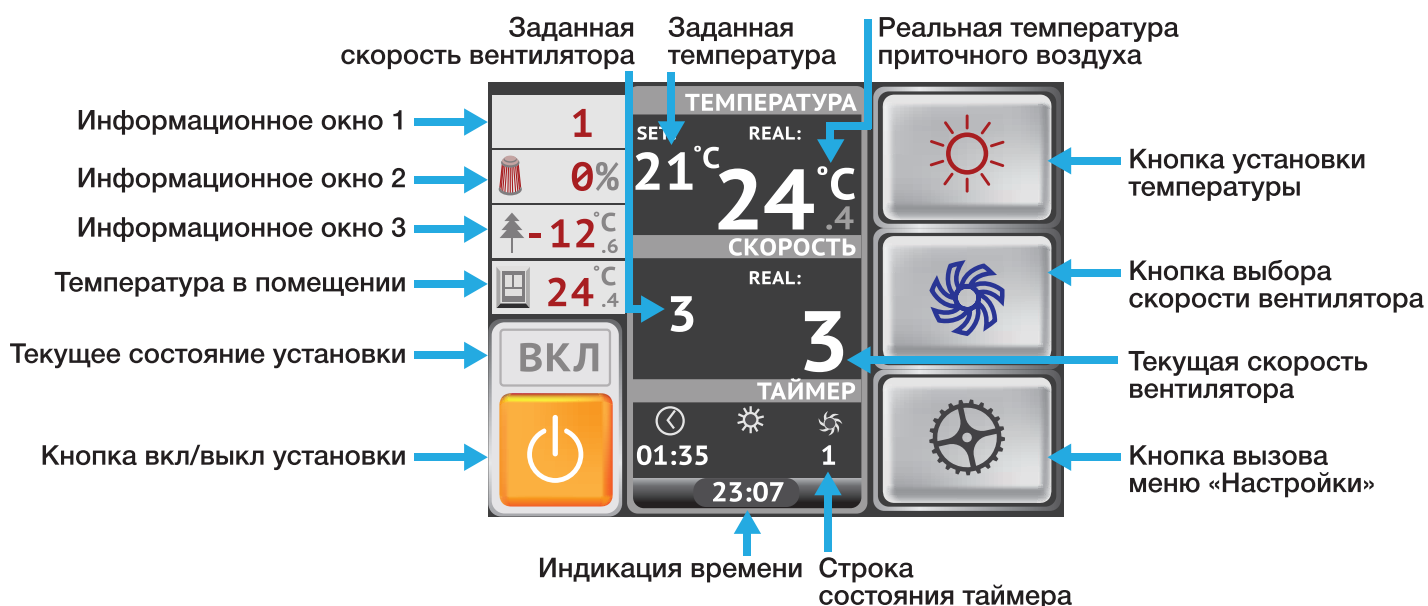 Заданная
скорость вентилятора
Заданная
температура
Реальная температура
приточного воздуха
Информационное окно 1
Информационное окно 2
Информационное окно 3
Температура в помещении
Текущее состояние установки
Кнопка вкл/выкл установки
1
0%
-12°C .6
24°C .4
ВКЛ
ТЕМПЕРАТУРА
SET: REAL:
21°C 24°C .4
СКОРОСТЬ
REAL:
3 3
ТАЙМЕР
01:35 1
23:07
Кнопка установки
температуры
Кнопка выбора
скорости вентилятора
Текущая скорость
вентилятора
Кнопка вызова
меню «Настройки»
Индикация времени
Строка
состояния таймера